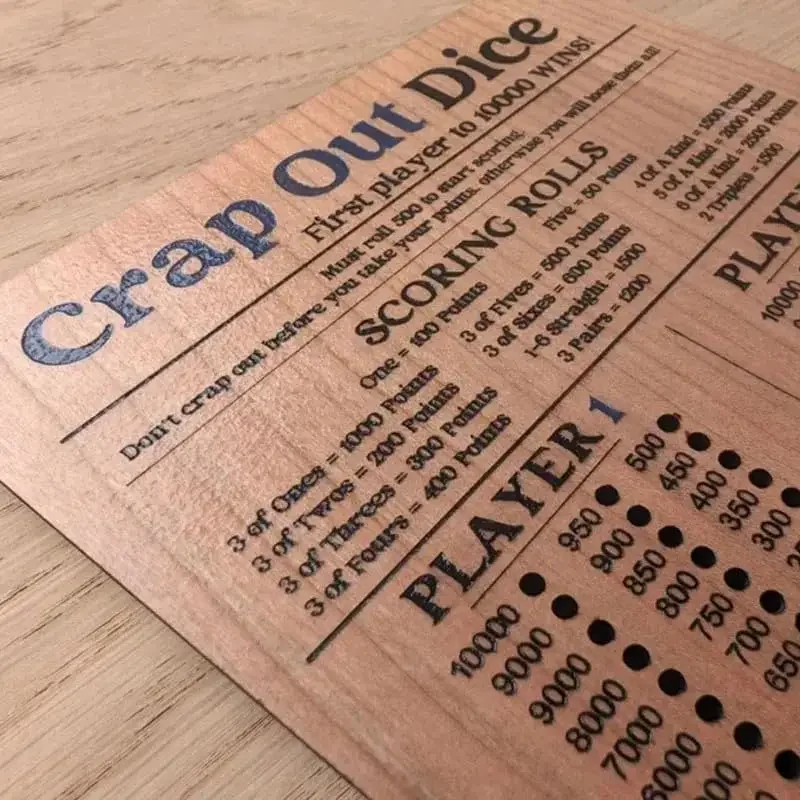 Crap Out Dice
First player to 10000 WINS!
Must roll 500 to start scoring.
Don't crap out before you take your points, otherwise you will loose them all
SCORING ROLLS
One = 100 Points
Five = 50 Points
3 of Ones = 1000 Points
3 of Twos = 200 Points
3 of Threes = 300 Points
3 of Fours = 400 Points
3 of Fives = 500 Points
3 of Sixes = 600 Points
1-6 Straight = 1500
3 Pairs = 1200
4 Of A Kind = 1500 Points
5 Of A Kind = 2000 Points
6 Of A Kind = 2500 Points
2 Triplets = 1500
PLAYER 1
500 450 400 350 300
950 900 850 800 750 700 650
10000 9000 9000 8000 7000 6000
PLAYER
10000